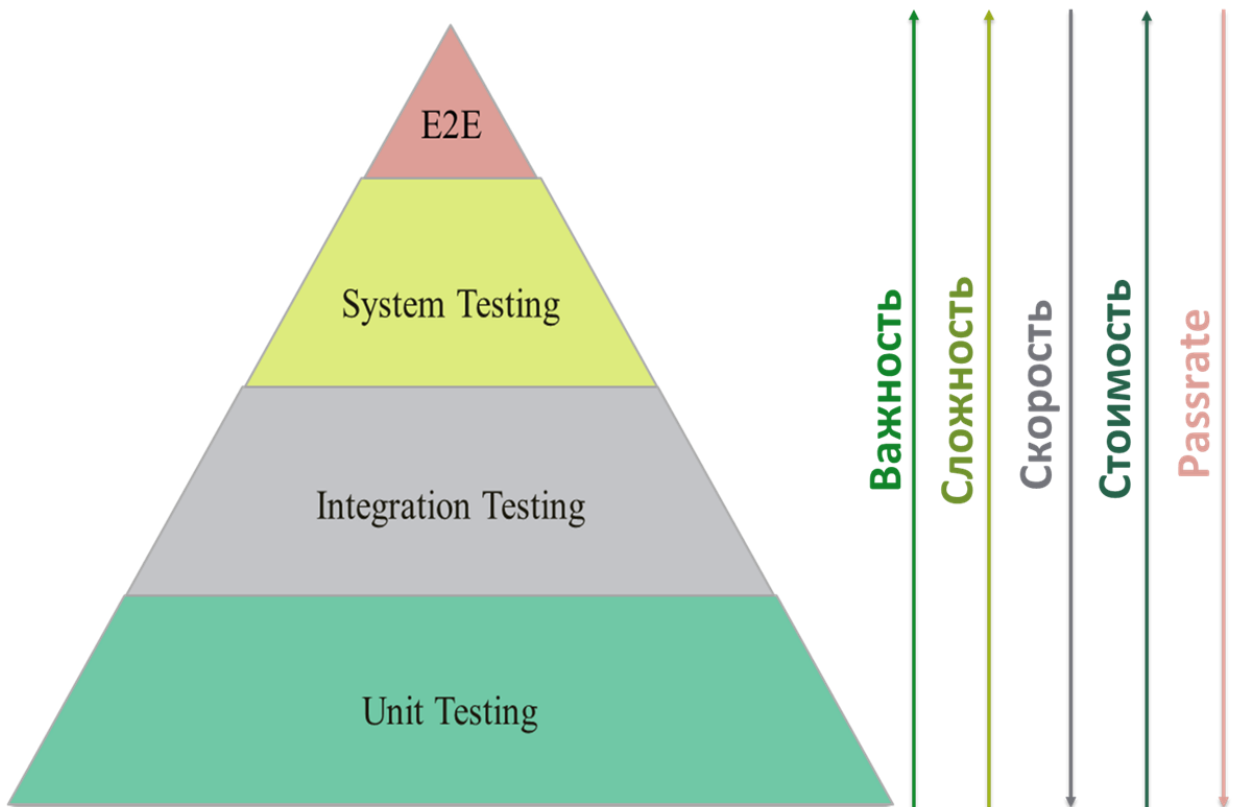 E2E
System Testing
Integration Testing
Unit Testing
Важность
Сложность
Скорость
Стоимость
Passrate